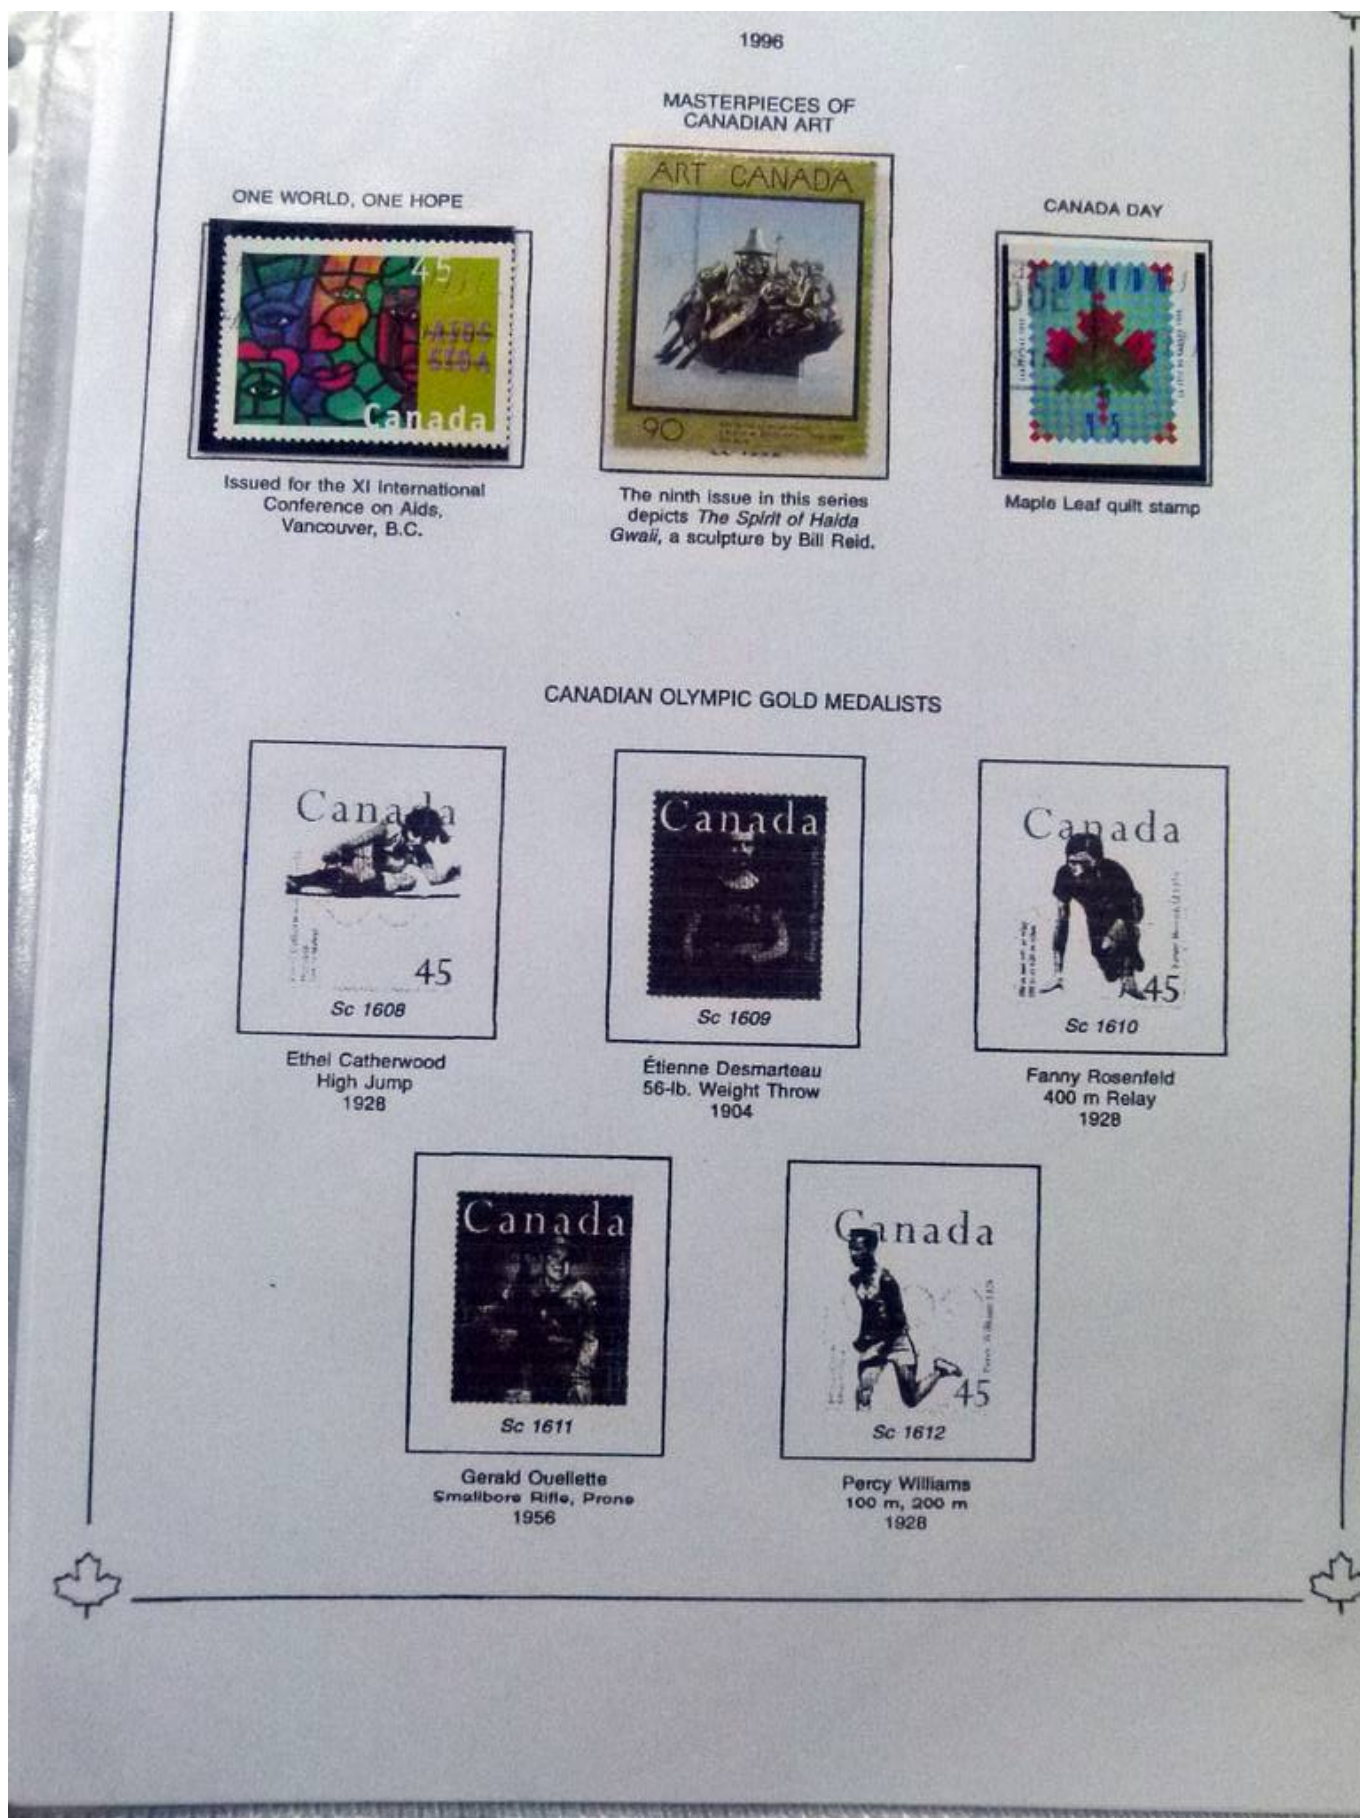 1996
MASTERPIECES OF
CANADIAN ART
ONE WORLD, ONE HOPE
CANADA DAY
ART CANADA
45
AIDS
SIDA
Canada
90
45
Issued for the XI International
Conference on Aids,
Vancouver, B.C.
The ninth issue in this series
depicts The Spirit of Haida
Gwaii, a sculpture by Bill Reid.
Maple Leaf quilt stamp
CANADIAN OLYMPIC GOLD MEDALISTS
Canada
45
Sc 1608
Canada
Sc 1609
Canada
45
Sc 1610
Ethel Catherwood
High Jump
1928
Étienne Desmarteau
56-lb. Weight Throw
1904
Fanny Rosenfeld
400 m Relay
1928
Canada
Sc 1611
Canada
45
Sc 1612
Gerald Ouellette
Smallbore Rifle, Prone
1956
Percy Williams
100 m, 200 m
1928